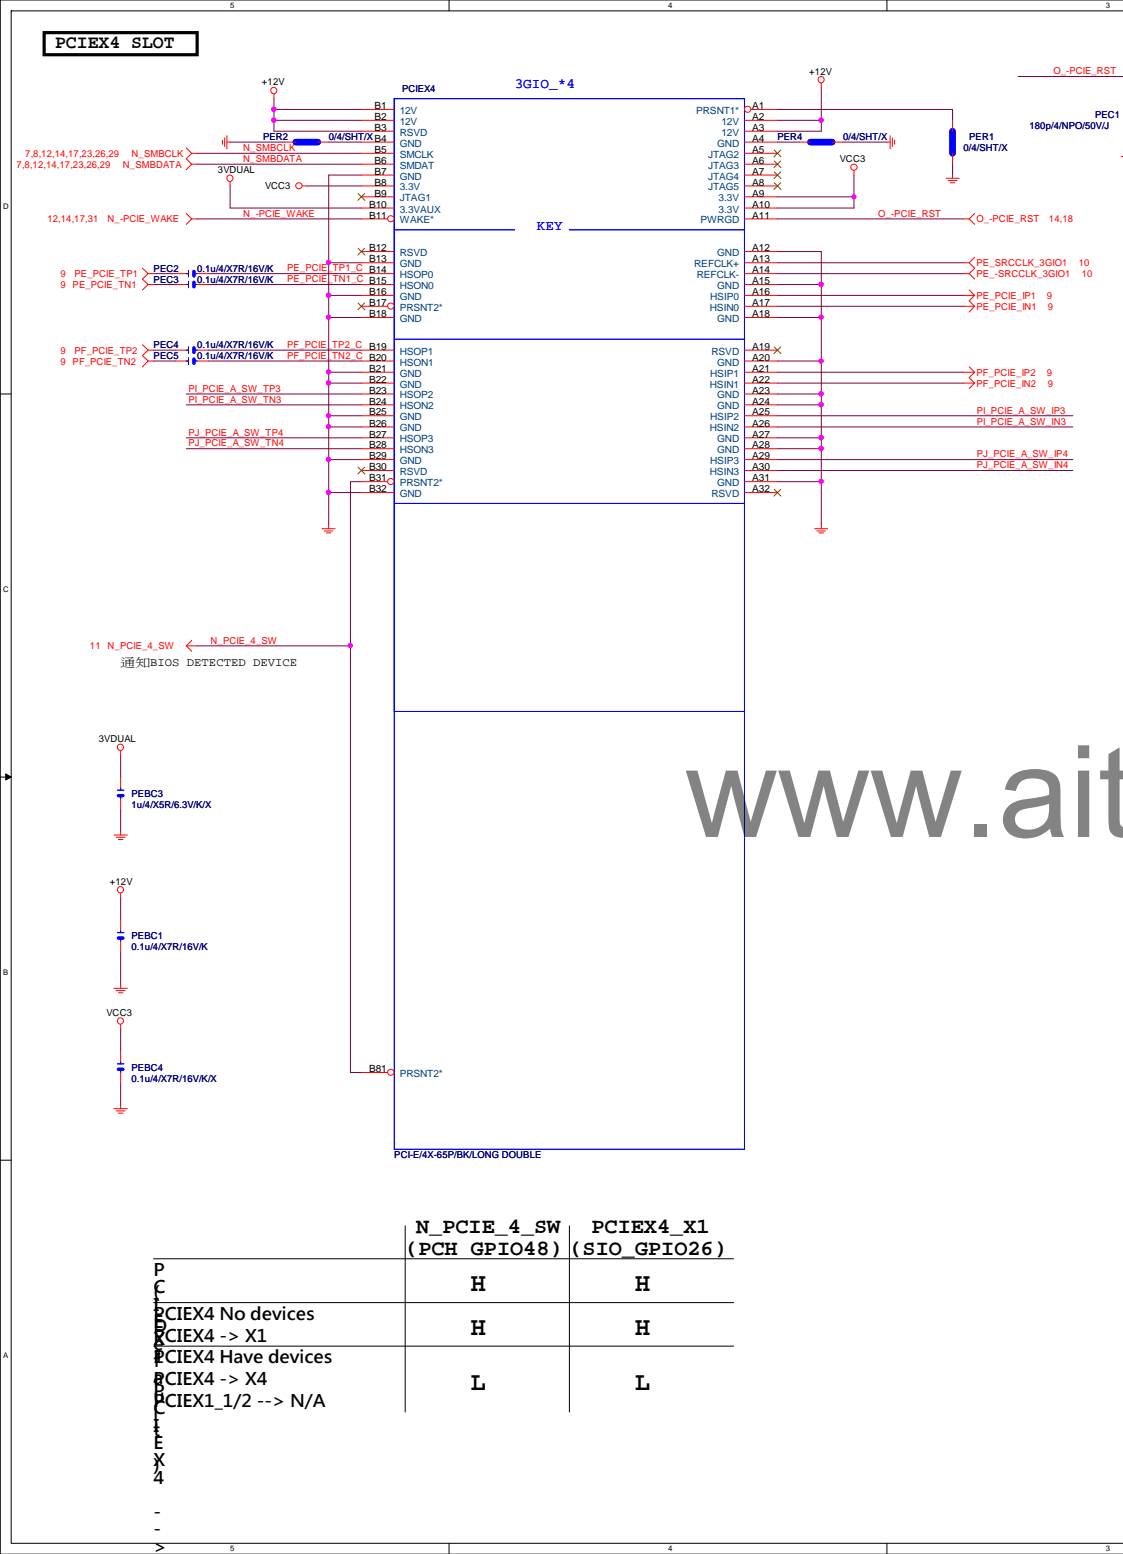 5 4 3
PCIEX4 SLOT
+12V PCIEX4 3GIO_*4 +12V O_-PCIE_RST
PEC1
180p/4/NPO/50V/J
B1 12V PRSNT1* A1
B2 12V 12V A2
B3 RSVD 12V A3
PER2 0/4/SHT/X B4 GND GND A4 PER4 0/4/SHT/X PER1
0/4/SHT/X
7,8,12,14,17,23,26,29 N_SMBCLK N_SMBCLK B5 SMCLK JTAG2 A5
7,8,12,14,17,23,26,29 N_SMBDATA N_SMBDATA B6 SMDAT JTAG3 A6 VCC3
3VDUAL B7 GND JTAG4 A7
VCC3 B8 3.3V JTAG5 A8
B9 JTAG1 3.3V A9
B10 3.3VAUX 3.3V A10
12,14,17,31 N_-PCIE_WAKE N_-PCIE_WAKE B11 WAKE* PWRGD A11 O_-PCIE_RST O_-PCIE_RST 14,18
KEY
D
B12 RSVD GND A12
B13 GND REFCLK+ A13 PE_SRCCLK_3GIO1 10
9 PE_PCIE_TP1 PEC2 0.1u/4/X7R/16V/K PE_PCIE_TP1_C B14 HSOP0 REFCLK- A14 PE_-SRCCLK_3GIO1 10
9 PE_PCIE_TN1 PEC3 0.1u/4/X7R/16V/K PE_PCIE_TN1_C B15 HSON0 GND A15
B16 GND HSIP0 A16 PE_PCIE_IP1 9
B17 PRSNT2* HSIN0 A17 PE_PCIE_IN1 9
B18 GND GND A18
9 PF_PCIE_TP2 PEC4 0.1u/4/X7R/16V/K PF_PCIE_TP2_C B19 HSOP1 RSVD A19
9 PF_PCIE_TN2 PEC5 0.1u/4/X7R/16V/K PF_PCIE_TN2_C B20 HSON1 GND A20
B21 GND HSIP1 A21 PF_PCIE_IP2 9
B22 GND HSIN1 A22 PF_PCIE_IN2 9
PI_PCIE_A_SW_TP3 B23 HSOP2 GND A23
PI_PCIE_A_SW_TN3 B24 HSON2 GND A24
B25 GND HSIP2 A25 PI_PCIE_A_SW_IP3
B26 GND HSIN2 A26 PI_PCIE_A_SW_IN3
PJ_PCIE_A_SW_TP4 B27 HSOP3 GND A27
PJ_PCIE_A_SW_TN4 B28 HSON3 GND A28
B29 GND HSIP3 A29 PJ_PCIE_A_SW_IP4
B30 RSVD HSIN3 A30 PJ_PCIE_A_SW_IN4
B31 PRSNT2* GND A31
B32 GND RSVD A32
C
11 N_PCIE_4_SW N_PCIE_4_SW
通知BIOS DETECTED DEVICE
3VDUAL
PEBC3
1u/4/X5R/6.3V/K/X
www.ait
+12V
PEBC1
0.1u/4/X7R/16V/K
B
VCC3
PEBC4
0.1u/4/X7R/16V/K/X
B81 PRSNT2*
PCI-E/4X-65P/BK/LONG DOUBLE
N_PCIE_4_SW PCIEX4_X1
(PCH GPIO48) (SIO_GPIO26)
H H
PCIEX4 No devices
PCIEX4 -> X1
H H
A
PCIEX4 Have devices
PCIEX4 -> X4
PCIEX1_1/2 --> N/A
L L
5 4 3